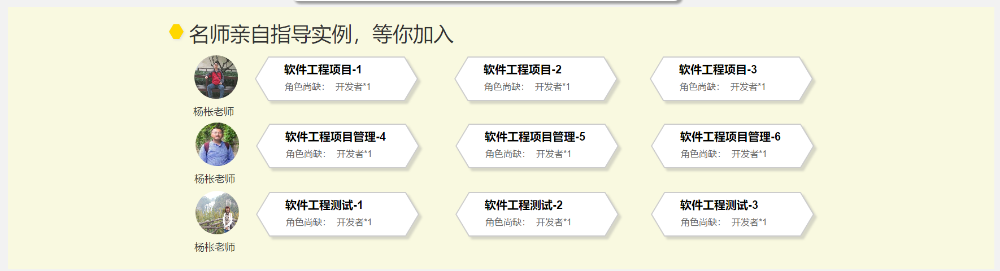 名师亲自指导实例，等你加入
软件工程项目-1
角色尚缺： 开发者*1
软件工程项目-2
角色尚缺： 开发者*1
软件工程项目-3
角色尚缺： 开发者*1
杨枨老师
软件工程项目管理-4
角色尚缺： 开发者*1
软件工程项目管理-5
角色尚缺： 开发者*1
软件工程项目管理-6
角色尚缺： 开发者*1
杨枨老师
软件工程测试-1
角色尚缺： 开发者*1
软件工程测试-2
角色尚缺： 开发者*1
软件工程测试-3
角色尚缺： 开发者*1
杨枨老师